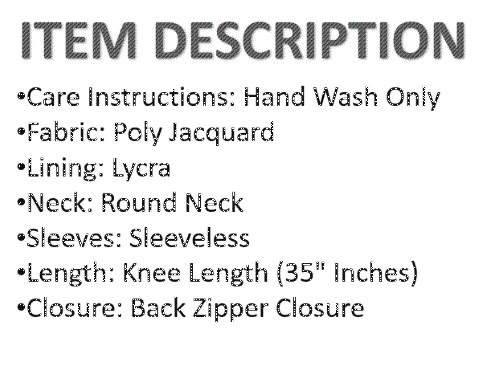 ITEM DESCRIPTION
•Care Instructions: Hand Wash Only
•Fabric: Poly Jacquard
•Lining: Lycra
•Neck: Round Neck
•Sleeves: Sleeveless
•Length: Knee Length (35" Inches)
•Closure: Back Zipper Closure